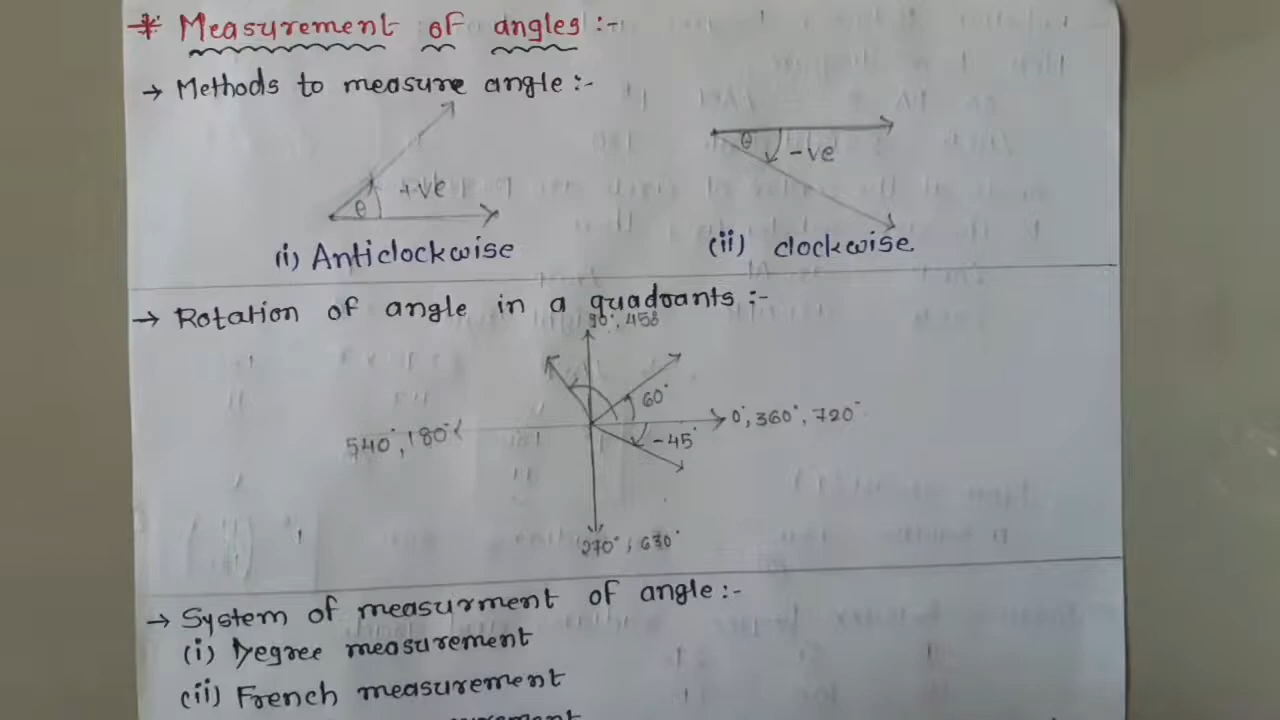 * Measurement of angles :-
→ Methods to measure angle :-
θ +ve
θ -ve
(i) Anticlockwise
(ii) clockwise
→ Rotation of angle in a quadrants :-
90°, 458
60°
0°, 360°, 720°
540°, 180°
-45°
270°, 630°
→ System of measurment of angle :-
(i) Degree measurement
(ii) French measurement